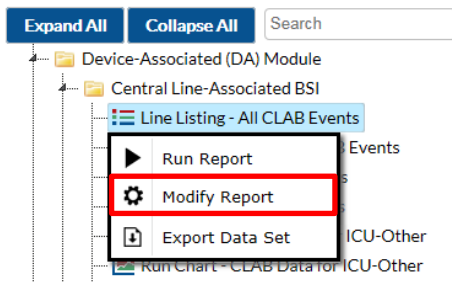 Expand All
Collapse All
Search
Device-Associated (DA) Module
Central Line-Associated BSI
Line Listing - All CLAB Events
Events
Run Report
Modify Report
Export Data Set
ICU-Other
Run Chart - CLAB Data for ICU-Other